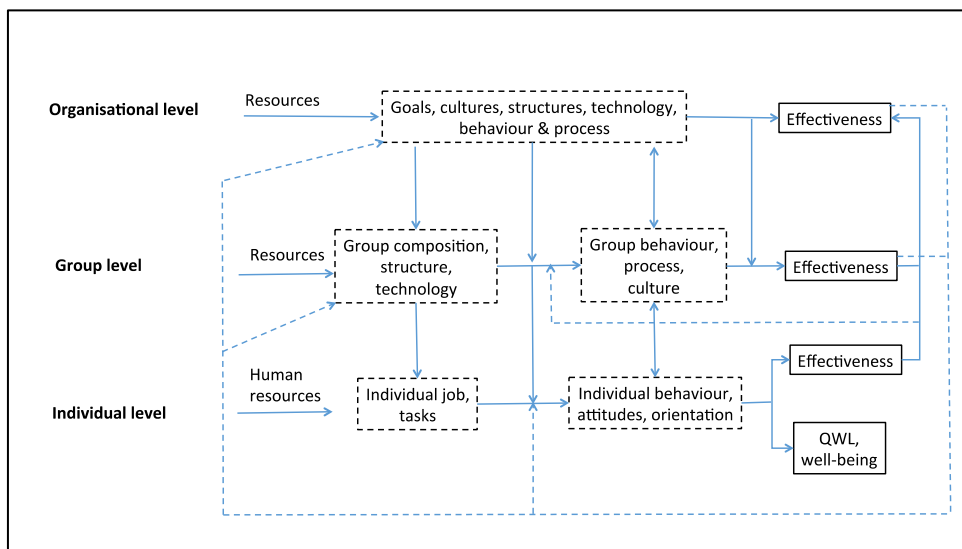 Organisational level
Resources
Goals, cultures, structures, technology,
behaviour & process
Effectiveness
Group level
Resources
Group composition,
structure,
technology
Group behaviour,
process,
culture
Effectiveness
Individual level
Human
resources
Individual job,
tasks
Individual behaviour,
attitudes, orientation
Effectiveness
QWL,
well-being